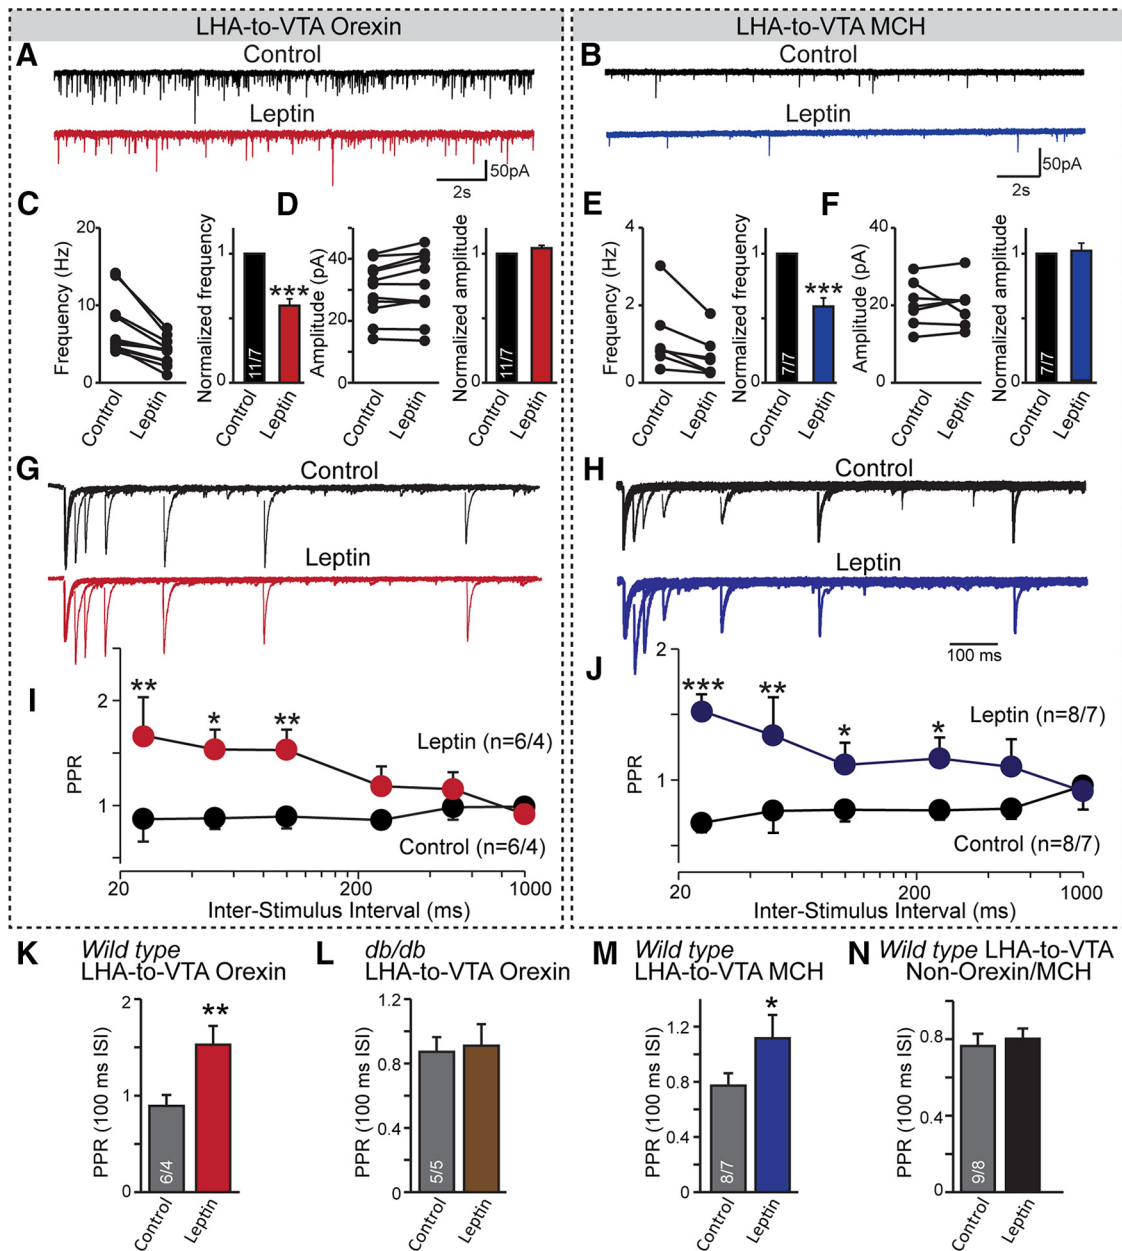 LHA-to-VTA Orexin
LHA-to-VTA MCH
A
Control
Leptin
50pA
2s
B
Control
Leptin
50pA
2s
C
Frequency (Hz)
20
10
0
Control
Leptin
Normalized frequency
1
0
***
11/7
Control
Leptin
D
Amplitude (pA)
40
20
0
Control
Leptin
Normalized amplitude
1
0
11/7
Control
Leptin
E
Frequency (Hz)
4
2
0
Control
Leptin
Normalized frequency
1
0
***
7/7
Control
Leptin
F
Amplitude (pA)
40
20
0
Control
Leptin
Normalized amplitude
1
0
7/7
Control
Leptin
G
Control
Leptin
H
Control
Leptin
100 ms
I
PPR
2
1
**
*
**
Leptin (n=6/4)
Control (n=6/4)
20
200
1000
Inter-Stimulus Interval (ms)
J
PPR
2
1
***
**
*
*
Leptin (n=8/7)
Control (n=8/7)
20
200
1000
Inter-Stimulus Interval (ms)
K
Wild type
LHA-to-VTA Orexin
PPR (100 ms ISI)
2
1
0
**
6/4
Control
Leptin
L
db/db
LHA-to-VTA Orexin
PPR (100 ms ISI)
1.2
0.8
0.4
0
5/5
Control
Leptin
M
Wild type
LHA-to-VTA MCH
PPR (100 ms ISI)
1.2
0.8
0.4
0
*
8/7
Control
Leptin
N
Wild type LHA-to-VTA
Non-Orexin/MCH
PPR (100 ms ISI)
0.8
0.4
0
9/8
Control
Leptin